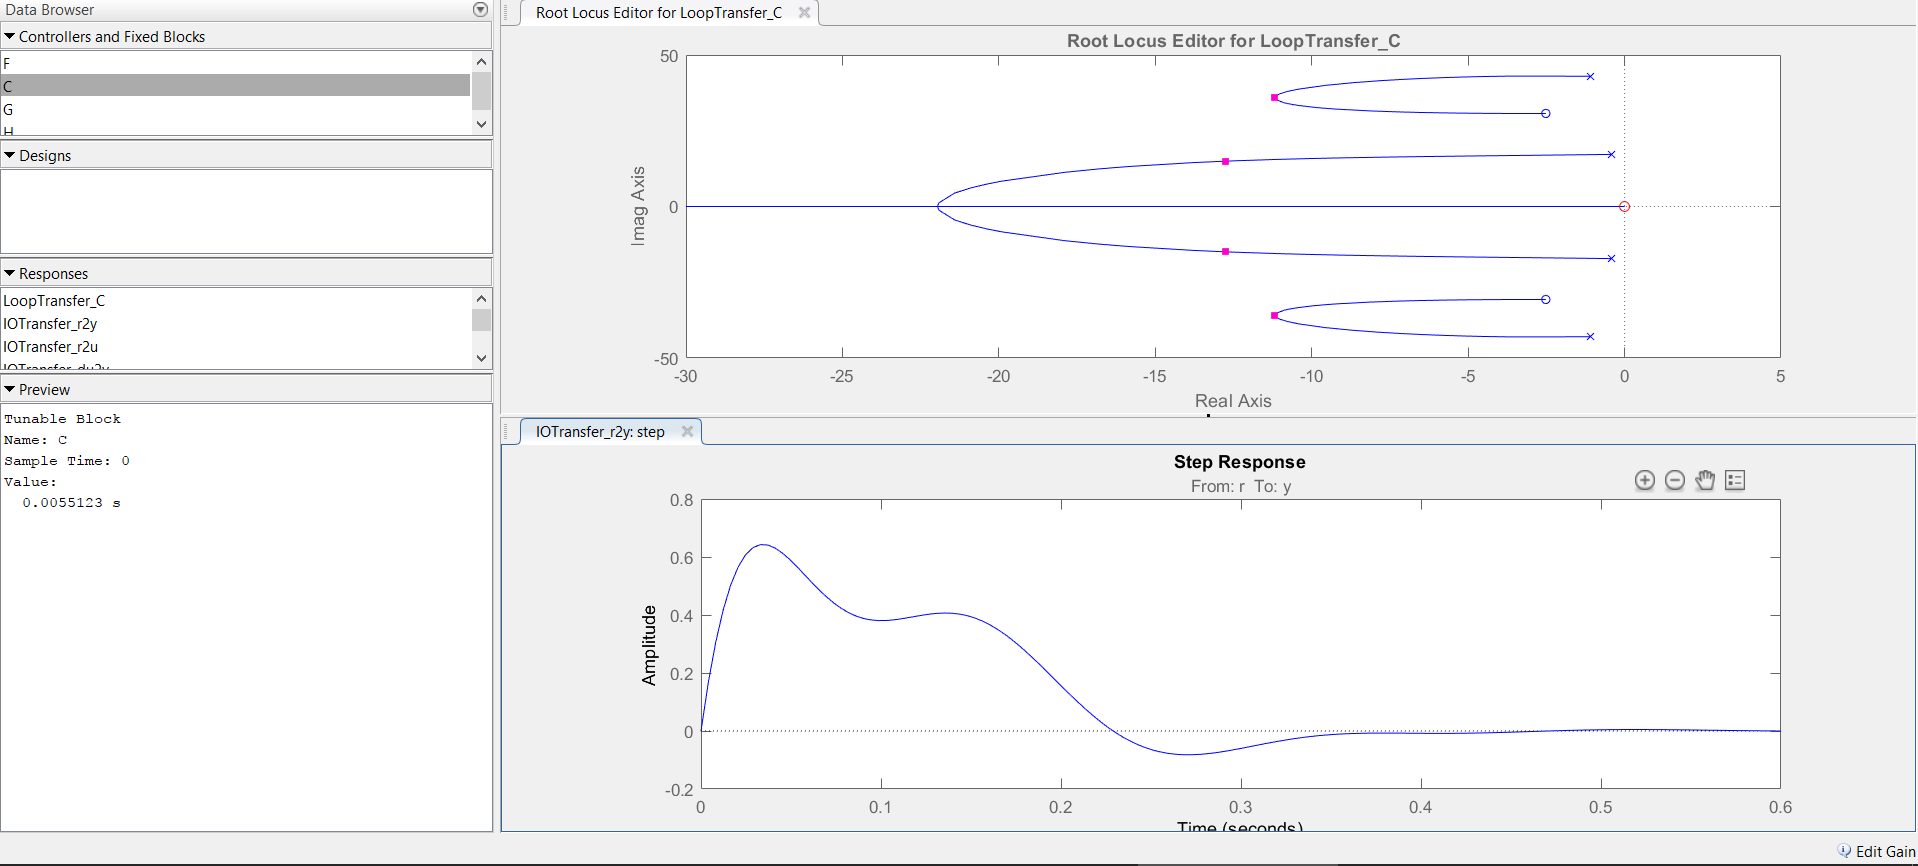 Data Browser
Controllers and Fixed Blocks
F
C
G
H
Designs
Responses
LoopTransfer_C
IOTransfer_r2y
IOTransfer_r2u
IOTransfer_du2y
Preview
Tunable Block
Name: C
Sample Time: 0
Value:
0.0055123 s
Root Locus Editor for LoopTransfer_C
Root Locus Editor for LoopTransfer_C
50
0
-50
Imag Axis
-30 -25 -20 -15 -10 -5 0 5
Real Axis
IOTransfer_r2y: step
Step Response
From: r To: y
0.8
0.6
0.4
0.2
0
-0.2
Amplitude
0 0.1 0.2 0.3 0.4 0.5 0.6
Time (seconds)
Edit Gain